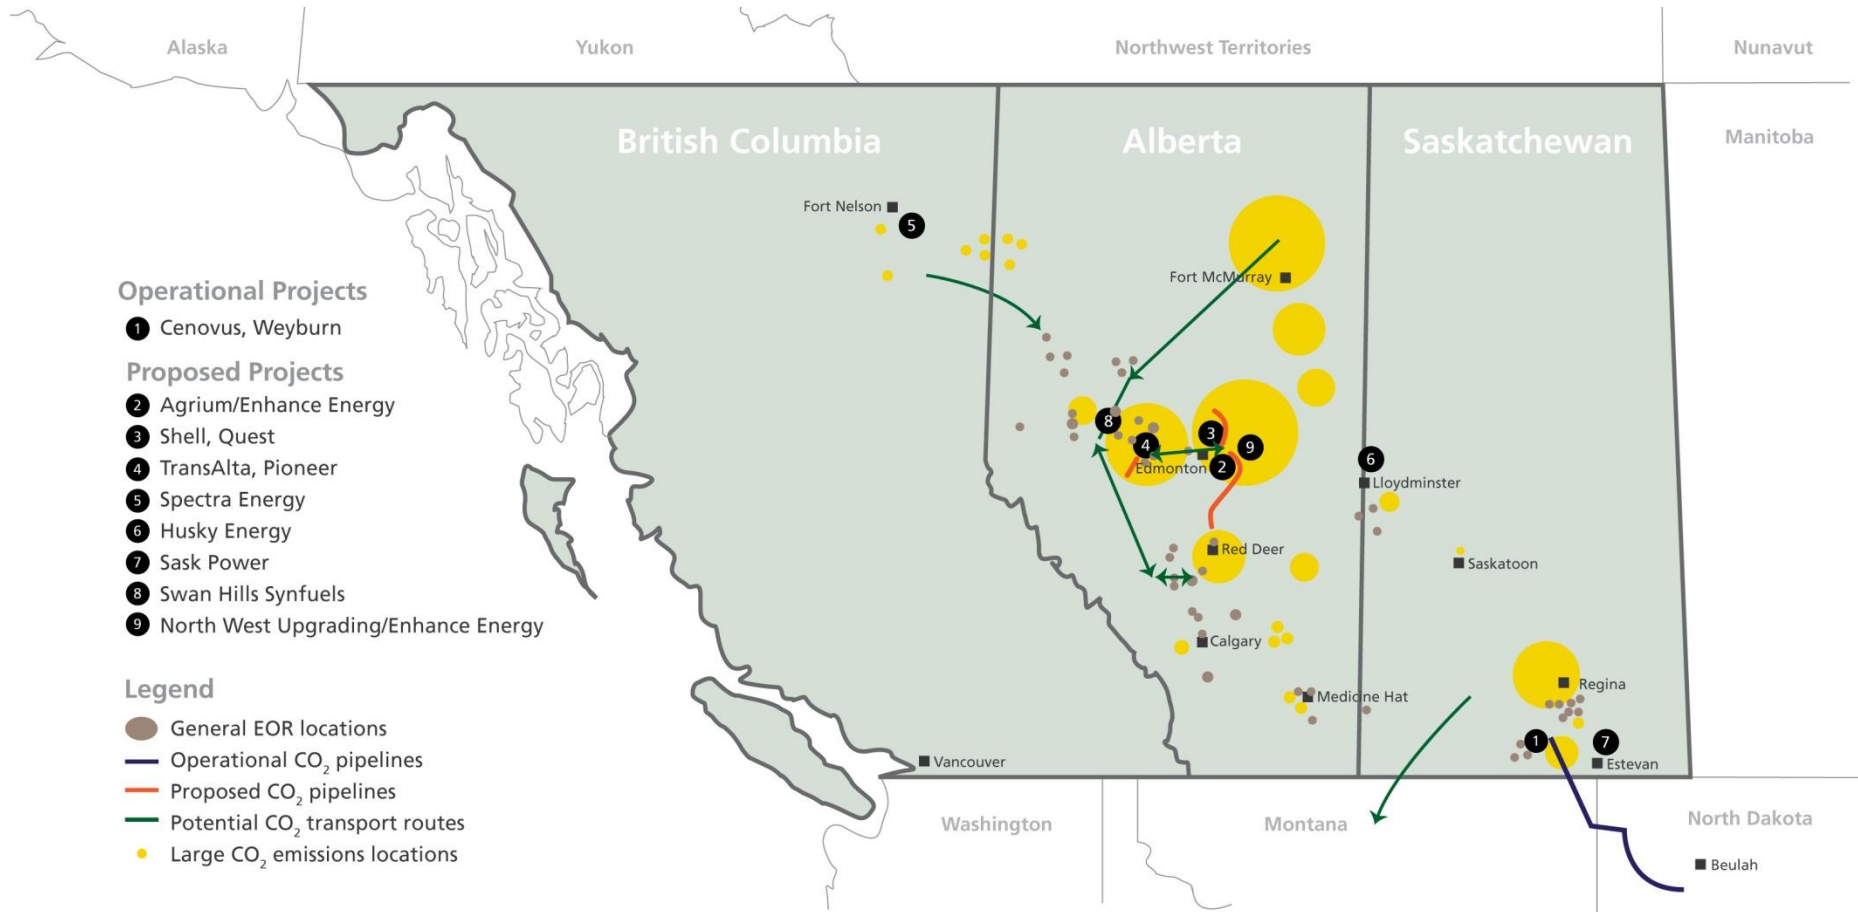 Alaska
Yukon
Northwest Territories
Nunavut
British Columbia
Alberta
Saskatchewan
Manitoba
Fort Nelson
5
Fort McMurray
Operational Projects
1 Cenovus, Weyburn
Proposed Projects
2 Agrium/Enhance Energy
3 Shell, Quest
4 TransAlta, Pioneer
5 Spectra Energy
6 Husky Energy
7 Sask Power
8 Swan Hills Synfuels
9 North West Upgrading/Enhance Energy
Legend
General EOR locations
Operational CO₂ pipelines
Proposed CO₂ pipelines
Potential CO₂ transport routes
Large CO₂ emissions locations
8
3
4
9
Edmonton
2
6
Lloydminster
Red Deer
Saskatoon
Calgary
Medicine Hat
Regina
1
7
Vancouver
Estevan
Washington
Montana
North Dakota
Beulah